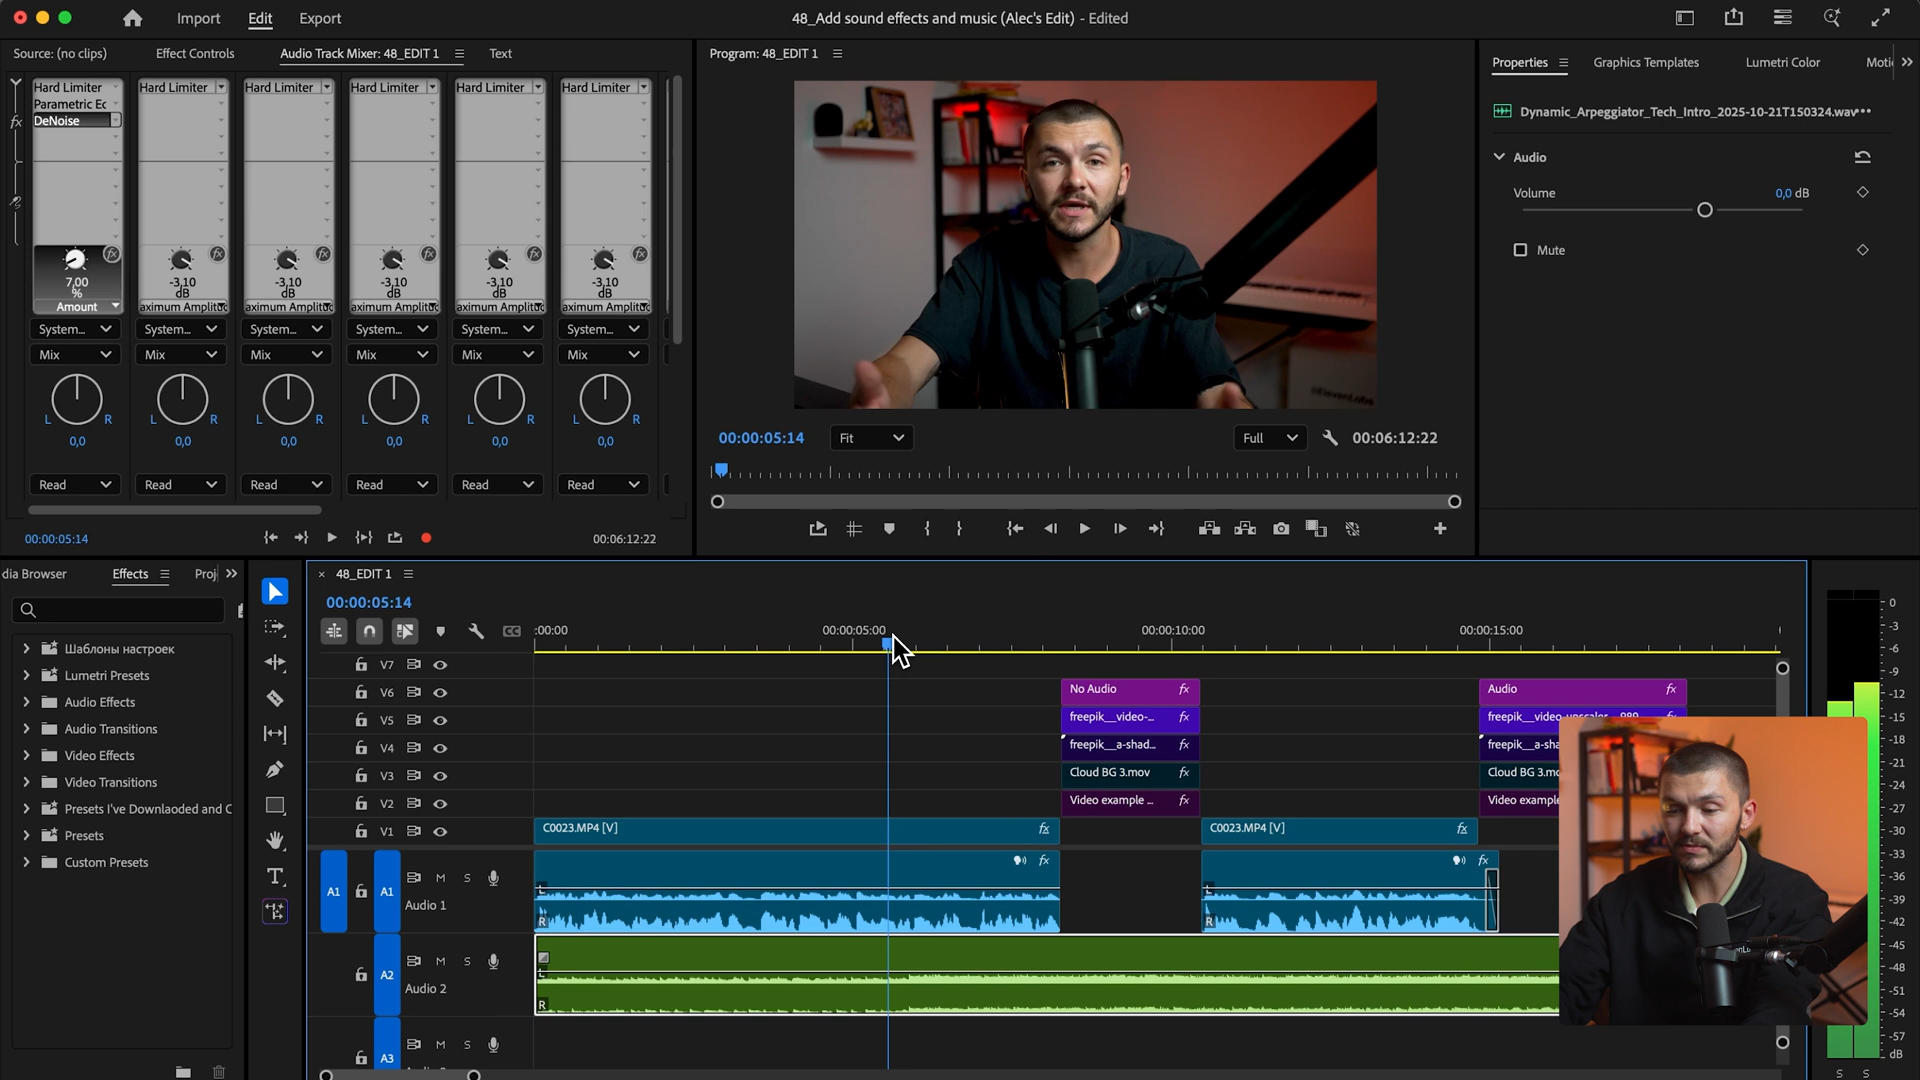 Import
Edit
Export
48_Add sound effects and music (Alec's Edit) - Edited
Source: (no clips)
Effect Controls
Audio Track Mixer: 48_EDIT 1
Text
Program: 48_EDIT 1
Properties
Graphics Templates
Lumetri Color
Moti
Hard Limiter
Hard Limiter
Hard Limiter
Hard Limiter
Hard Limiter
Hard Limiter
Parametric Ec
DeNoise
fx
7,00
%
Amount
-3,10
dB
aximum Amplitu
-3,10
dB
aximum Amplitu
-3,10
dB
aximum Amplitu
-3,10
dB
aximum Amplitu
-3,10
dB
aximum Amplitu
System... System... System... System... System... System...
Mix Mix Mix Mix Mix Mix
L R L R L R L R L R L R
0,0 0,0 0,0 0,0 0,0 0,0
Read Read Read Read Read Read
00:00:05:14
00:06:12:22
00:00:05:14
Fit
Full
00:06:12:22
Dynamic_Arpeggiator_Tech_Intro_2025-10-21T150324.wav•••
Audio
Volume
0,0 dB
Mute
dia Browser
Effects
Proj
Шаблоны настроек
Lumetri Presets
Audio Effects
Audio Transitions
Video Effects
Video Transitions
Presets I've Downlaoded and C
Presets
Custom Presets
× 48_EDIT 1
00:00:05:14
CC
:00:00
00:00:05:00
00:00:10:00
00:00:15:00
V7
V6
No Audio fx
Audio fx
V5
freepik__video-... fx
V4
freepik__a-shad... fx
freepik__a-sha
V3
Cloud BG 3.mov fx
Cloud BG 3.mo
V2
Video example ... fx
Video example
V1
C0023.MP4 [V] fx
C0023.MP4 [V] fx
A1
A1
M S
Audio 1
L
R
fx
L
R
fx
A2
M S
Audio 2
L
R
A3
M S
0
-3
-6
-9
-12
-15
-18
-21
-24
-27
-30
-33
-36
-39
-42
-45
-48
-51
-54
-57
dB
S S